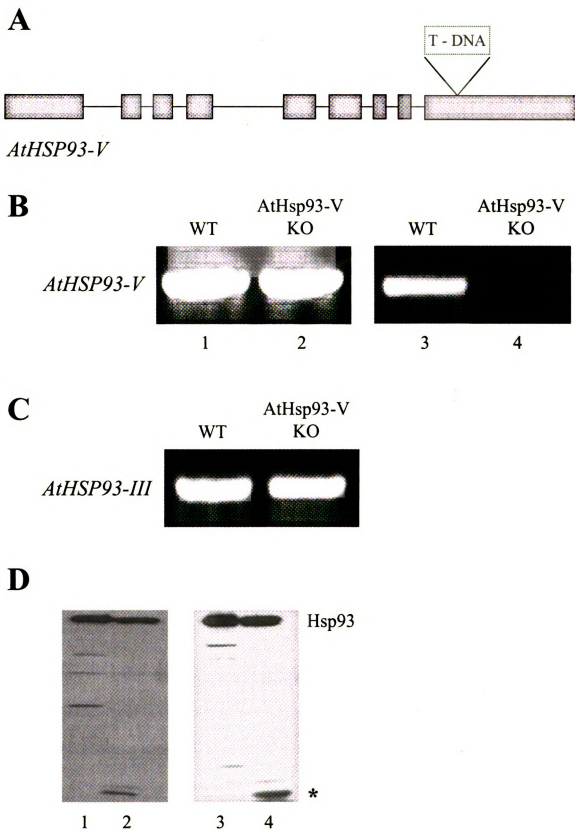 A
T - DNA
AtHSP93-V
B
WT
AtHsp93-V
KO
WT
AtHsp93-V
KO
AtHSP93-V
1 2 3 4
C
WT
AtHsp93-V
KO
AtHSP93-III
D
Hsp93
*
1 2 3 4